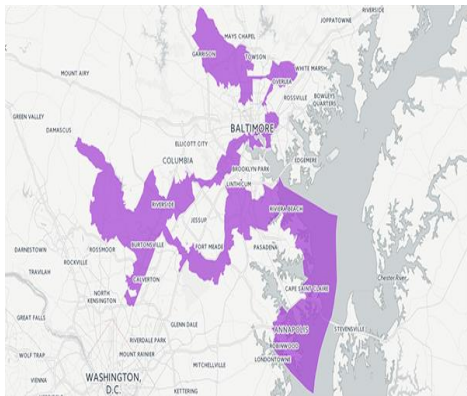 RIVERSIDE
JOPPATOWNE
MAYS CHAPEL
GARRISON
TOWSON
WHITE MARSH
MOUNT AIRY
OVERLEA
ROSSVILLE
BOWLEYS
QUARTERS
GREEN VALLEY
DAMASCUS
BALTIMORE
ELLICOTT CITY
COLUMBIA
EDGEMERE
BROOKLYN PARK
LINTHICUM
RIVERSIDE
RIVIERA BEACH
JESSUP
BURTONSVILLE
FORT MEADE
PASADENA
DARNESTOWN
ROSSMOOR
ROCKVILLE
TRAVILAH
CALVERTON
Chester River
NORTH
KENSINGTON
CAPE SAINT CLAIRE
GREAT FALLS
GLENN DALE
ANNAPOLIS
STEVENSVILLE
RIVERDALE PARK
ROBINWOOD
WOLF TRAP
MOUNT RAINIER
LONDONTOWNE
MITCHELLVILLE
VIENNA
WASHINGTON,
D.C.
KETTERING